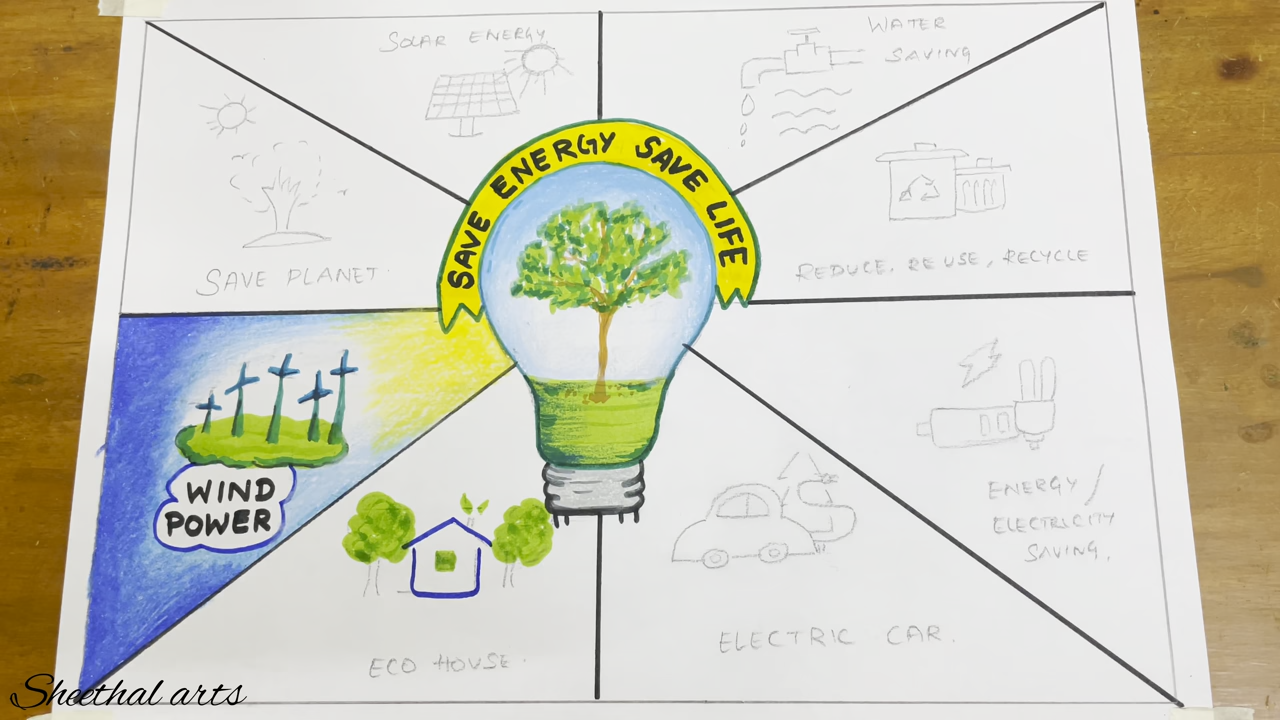 SOLAR ENERGY
WATER
SAVING
SAVE ENERGY SAVE LIFE
SAVE PLANET
REDUCE, REUSE, RECYCLE
WIND
POWER
ENERGY/
ELECTRICITY
SAVING.
ECO HOUSE.
ELECTRIC CAR.
Sheethal arts